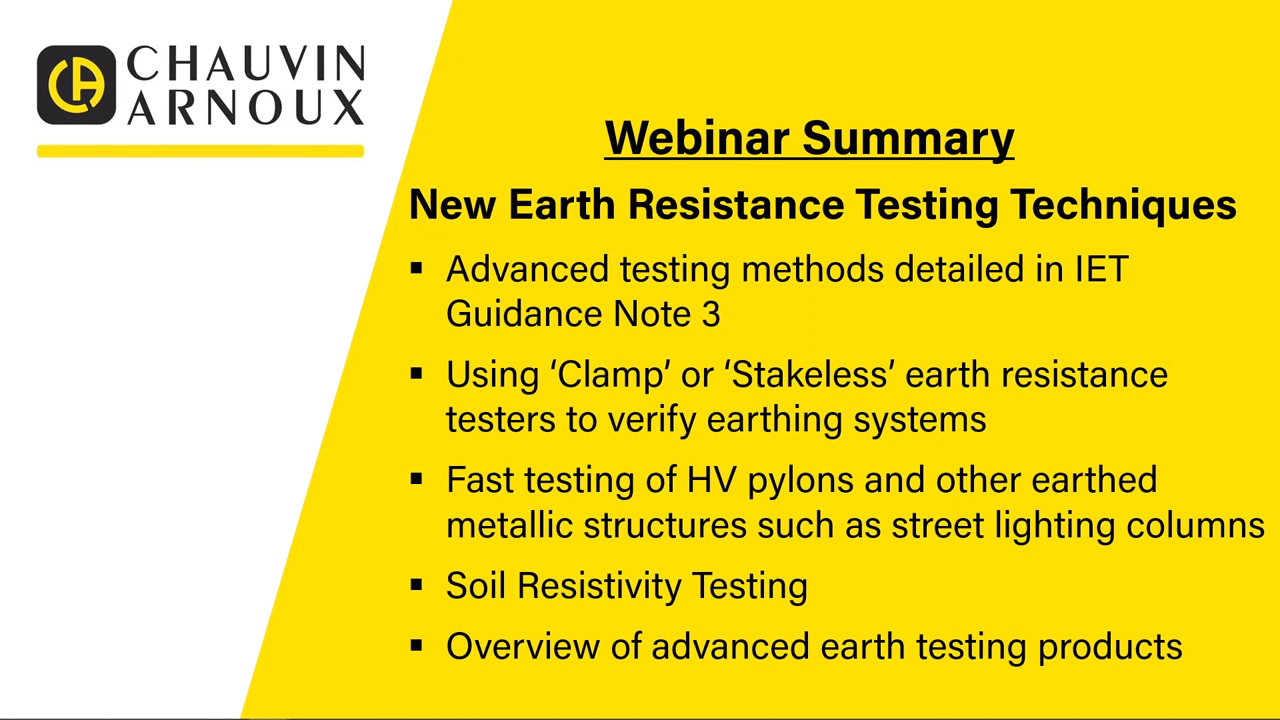 CHAUVIN
ARNOUX
Webinar Summary
New Earth Resistance Testing Techniques
▪ Advanced testing methods detailed in IET
Guidance Note 3
▪ Using ‘Clamp’ or ‘Stakeless’ earth resistance
testers to verify earthing systems
▪ Fast testing of HV pylons and other earthed
metallic structures such as street lighting columns
▪ Soil Resistivity Testing
▪ Overview of advanced earth testing products